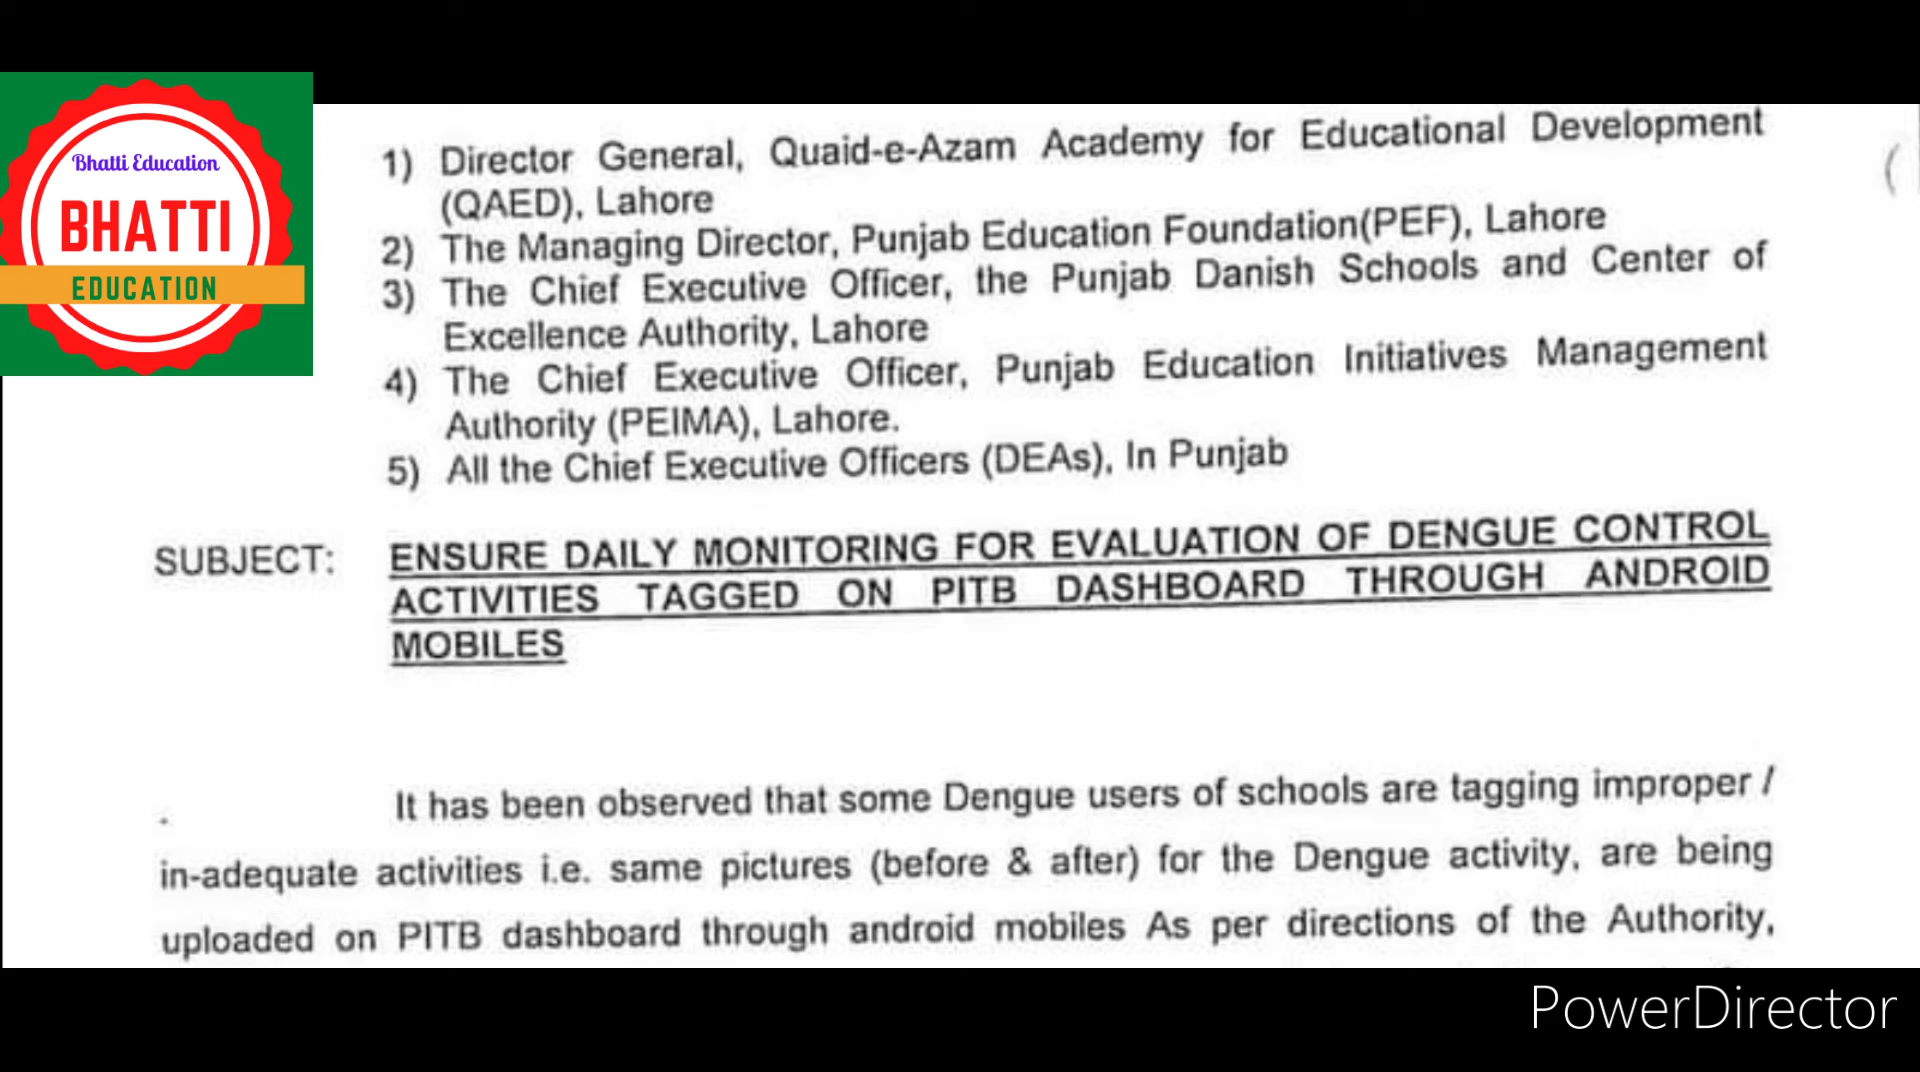 Bhatti Education
BHATTI
EDUCATION
1) Director General, Quaid-e-Azam Academy for Educational Development
(QAED), Lahore
2) The Managing Director, Punjab Education Foundation(PEF), Lahore
3) The Chief Executive Officer, the Punjab Danish Schools and Center of
Excellence Authority, Lahore
4) The Chief Executive Officer, Punjab Education Initiatives Management
Authority (PEIMA), Lahore.
5) All the Chief Executive Officers (DEAs), In Punjab
SUBJECT: ENSURE DAILY MONITORING FOR EVALUATION OF DENGUE CONTROL
ACTIVITIES TAGGED ON PITB DASHBOARD THROUGH ANDROID
MOBILES
It has been observed that some Dengue users of schools are tagging improper /
in-adequate activities i.e. same pictures (before & after) for the Dengue activity, are being
uploaded on PITB dashboard through android mobiles As per directions of the Authority,
PowerDirector